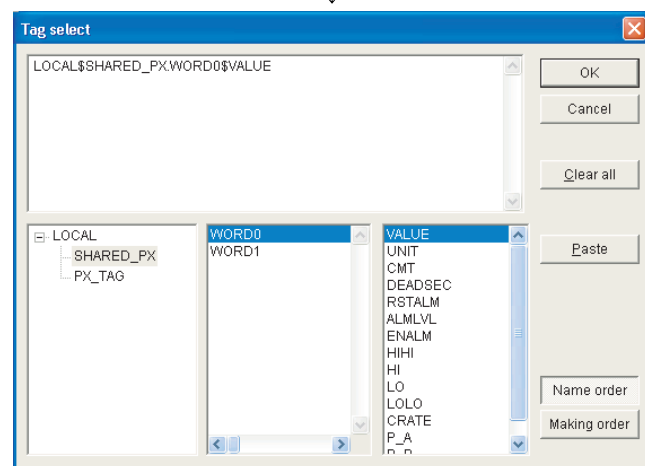 Tag select
LOCAL$SHARED_PX.WORD0$VALUE
OK
Cancel
Clear all
Paste
Name order
Making order
LOCAL
SHARED_PX
PX_TAG
WORD0
WORD1
VALUE
UNIT
CMT
DEADSEC
RSTALM
ALMLVL
ENALM
HIHI
HI
LO
LOLO
CRATE
P_A